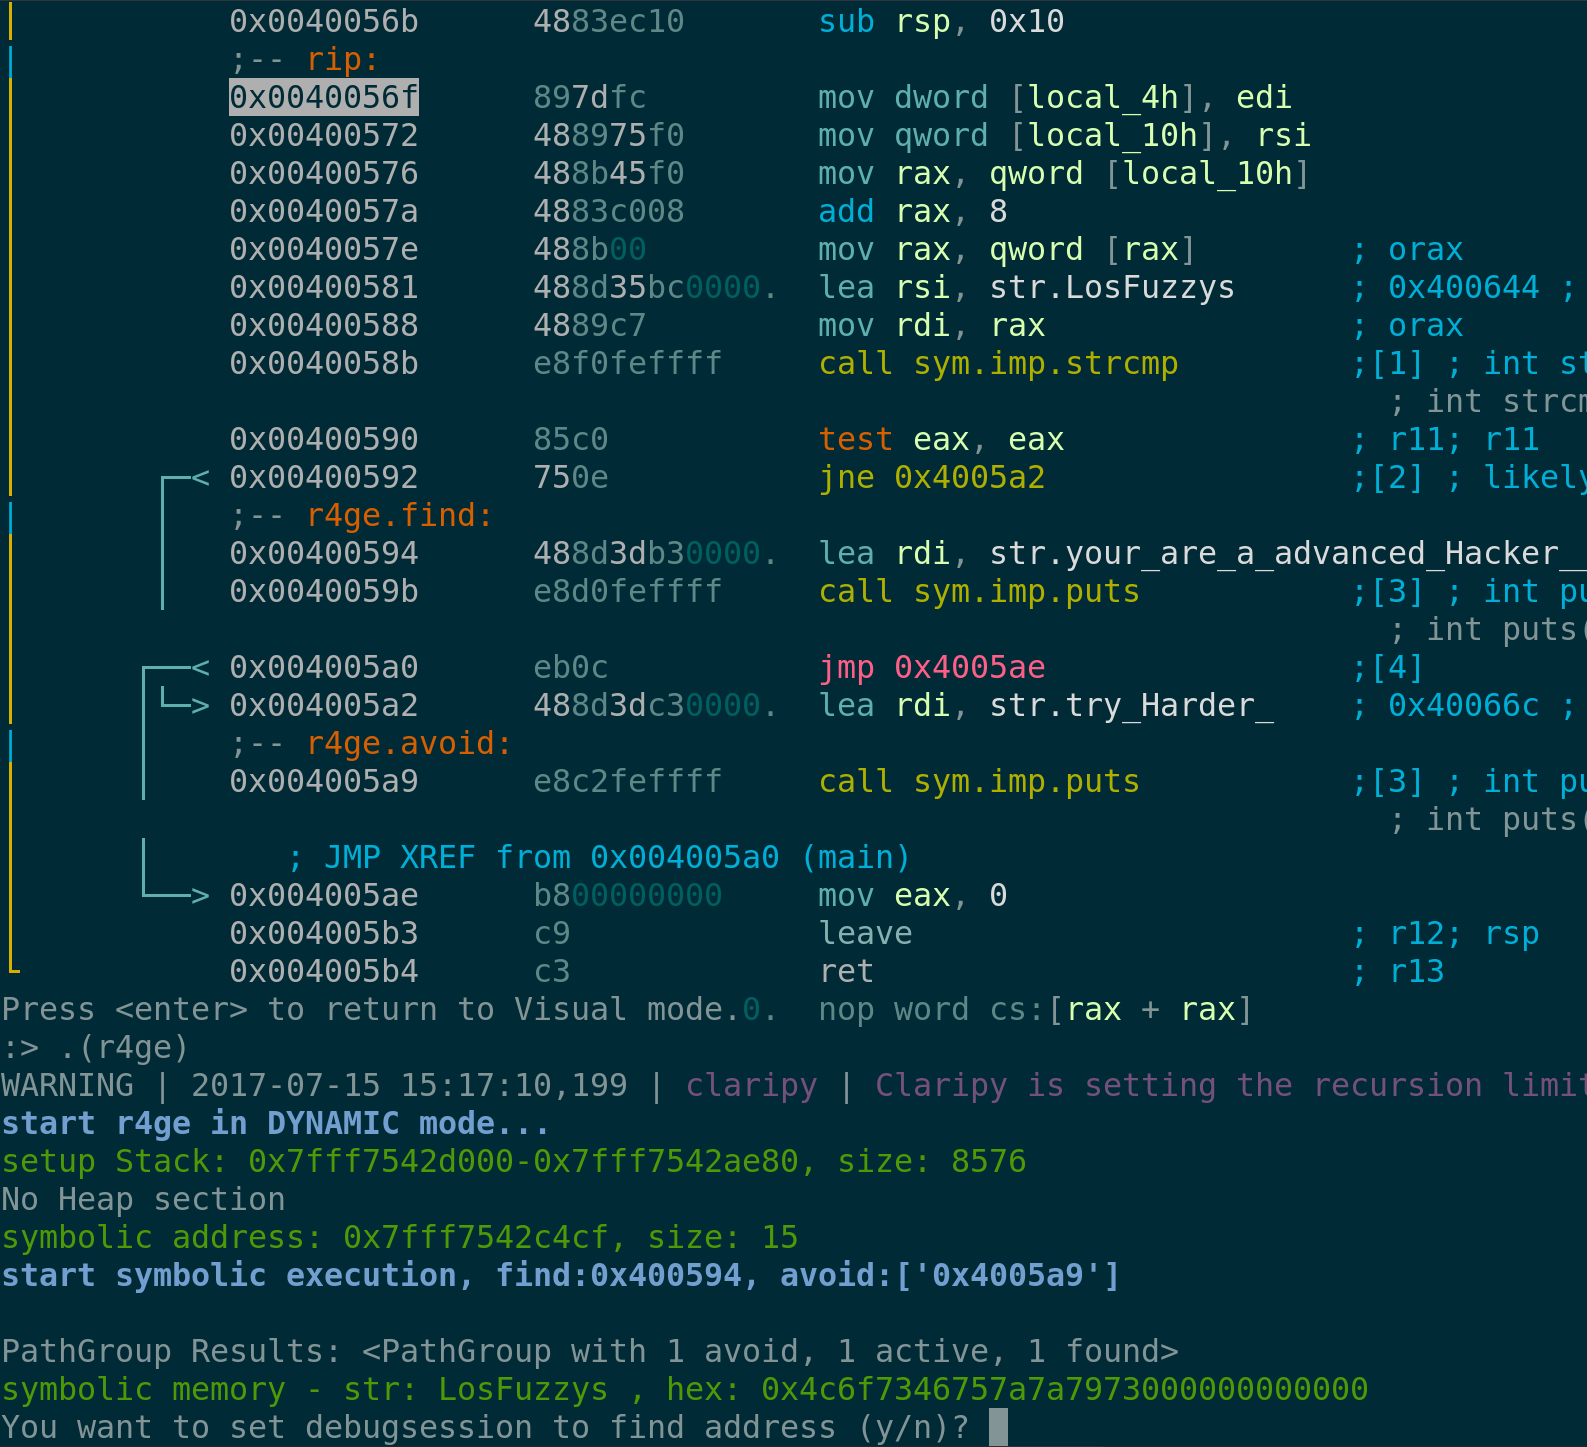 0x0040056b 4883ec10 sub rsp, 0x10
;-- rip:
0x0040056f 897dfc mov dword [local_4h], edi
0x00400572 488975f0 mov qword [local_10h], rsi
0x00400576 488b45f0 mov rax, qword [local_10h]
0x0040057a 4883c008 add rax, 8
0x0040057e 488b00 mov rax, qword [rax] ; orax
0x00400581 488d35bc0000. lea rsi, str.LosFuzzys ; 0x400644 ;
0x00400588 4889c7 mov rdi, rax ; orax
0x0040058b e8f0feffff call sym.imp.strcmp ;[1] ; int st
; int strcm
0x00400590 85c0 test eax, eax ; r11; r11
< 0x00400592 750e jne 0x4005a2 ;[2] ; likely
;-- r4ge.find:
0x00400594 488d3db30000. lea rdi, str.your_are_a_advanced_Hacker__
0x0040059b e8d0feffff call sym.imp.puts ;[3] ; int pu
; int puts(
< 0x004005a0 eb0c jmp 0x4005ae ;[4]
> 0x004005a2 488d3dc30000. lea rdi, str.try_Harder_ ; 0x40066c ;
;-- r4ge.avoid:
0x004005a9 e8c2feffff call sym.imp.puts ;[3] ; int pu
; int puts(
; JMP XREF from 0x004005a0 (main)
> 0x004005ae b800000000 mov eax, 0
0x004005b3 c9 leave ; r12; rsp
0x004005b4 c3 ret ; r13
Press <enter> to return to Visual mode.0. nop word cs:[rax + rax]
:> .(r4ge)
WARNING | 2017-07-15 15:17:10,199 | claripy | Claripy is setting the recursion limit
start r4ge in DYNAMIC mode...
setup Stack: 0x7fff7542d000-0x7fff7542ae80, size: 8576
No Heap section
symbolic address: 0x7fff7542c4cf, size: 15
start symbolic execution, find:0x400594, avoid:['0x4005a9']
PathGroup Results: <PathGroup with 1 avoid, 1 active, 1 found>
symbolic memory - str: LosFuzzys , hex: 0x4c6f7346757a7a7973000000000000
You want to set debugsession to find address (y/n)?